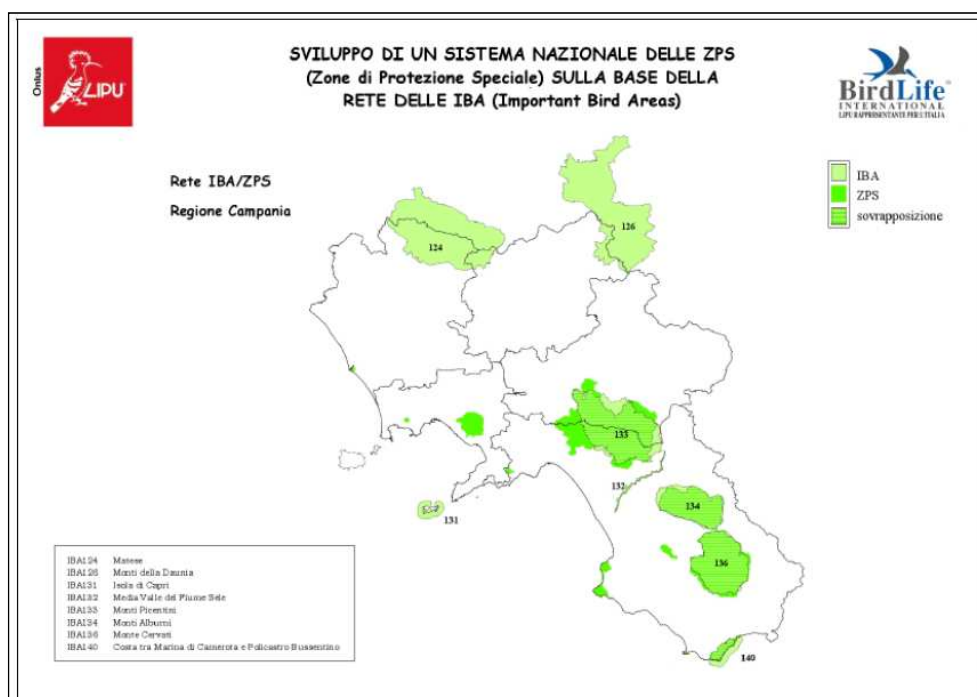 Onlus
LIPU
SVILUPPO DI UN SISTEMA NAZIONALE DELLE ZPS
(Zone di Protezione Speciale) SULLA BASE DELLA
RETE DELLE IBA (Important Bird Areas)
BirdLife
INTERNATIONAL
LIPU RAPPRESENTANTE PER L'ITALIA
Rete IBA/ZPS
Regione Campania
IBA
ZPS
sovrapposizione
124
126
133
132
131
134
136
140
IBA124 Matese
IBA126 Monti della Daunia
IBA131 Isola di Capri
IBA132 Media Valle del Fiume Sele
IBA133 Monti Picentini
IBA134 Monti Alburni
IBA136 Monte Cervati
IBA140 Costa tra Marina di Camerota e Policastro Bussentino